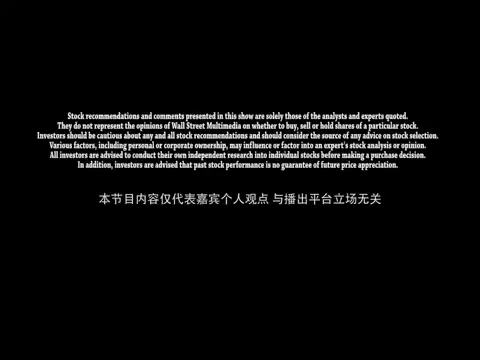 Stock recommendations and comments presented in this show are solely those of the analysts and experts quoted.
They do not represent the opinions of Wall Street Multimedia on whether to buy, sell or hold shares of a particular stock.
Investors should be cautious about any and all stock recommendations and should consider the source of any advice on stock selection.
Various factors, including personal or corporate ownership, may influence or factor into an expert's stock analysis or opinion.
All investors are advised to conduct their own independent research into individual stocks before making a purchase decision.
In addition, investors are advised that past stock performance is no guarantee of future price appreciation.
本节目内容仅代表嘉宾个人观点 与播出平台立场无关